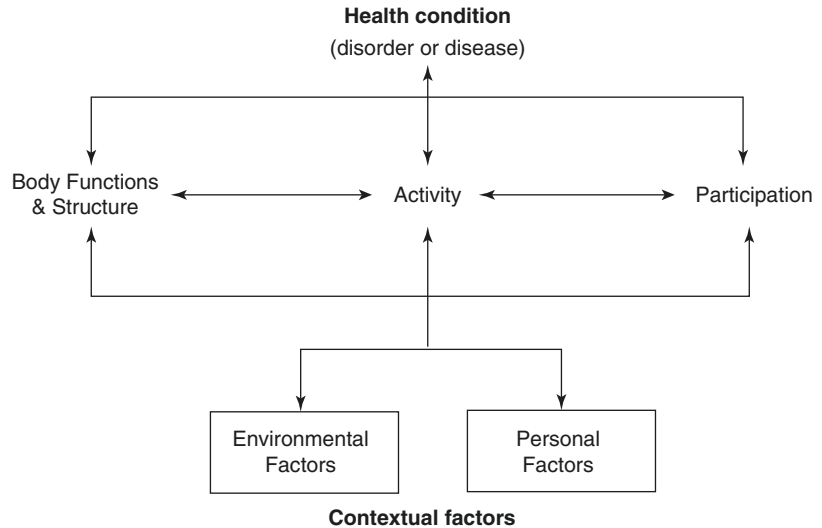 Health condition
(disorder or disease)
Body Functions
& Structure
Activity
Participation
Environmental
Factors
Personal
Factors
Contextual factors